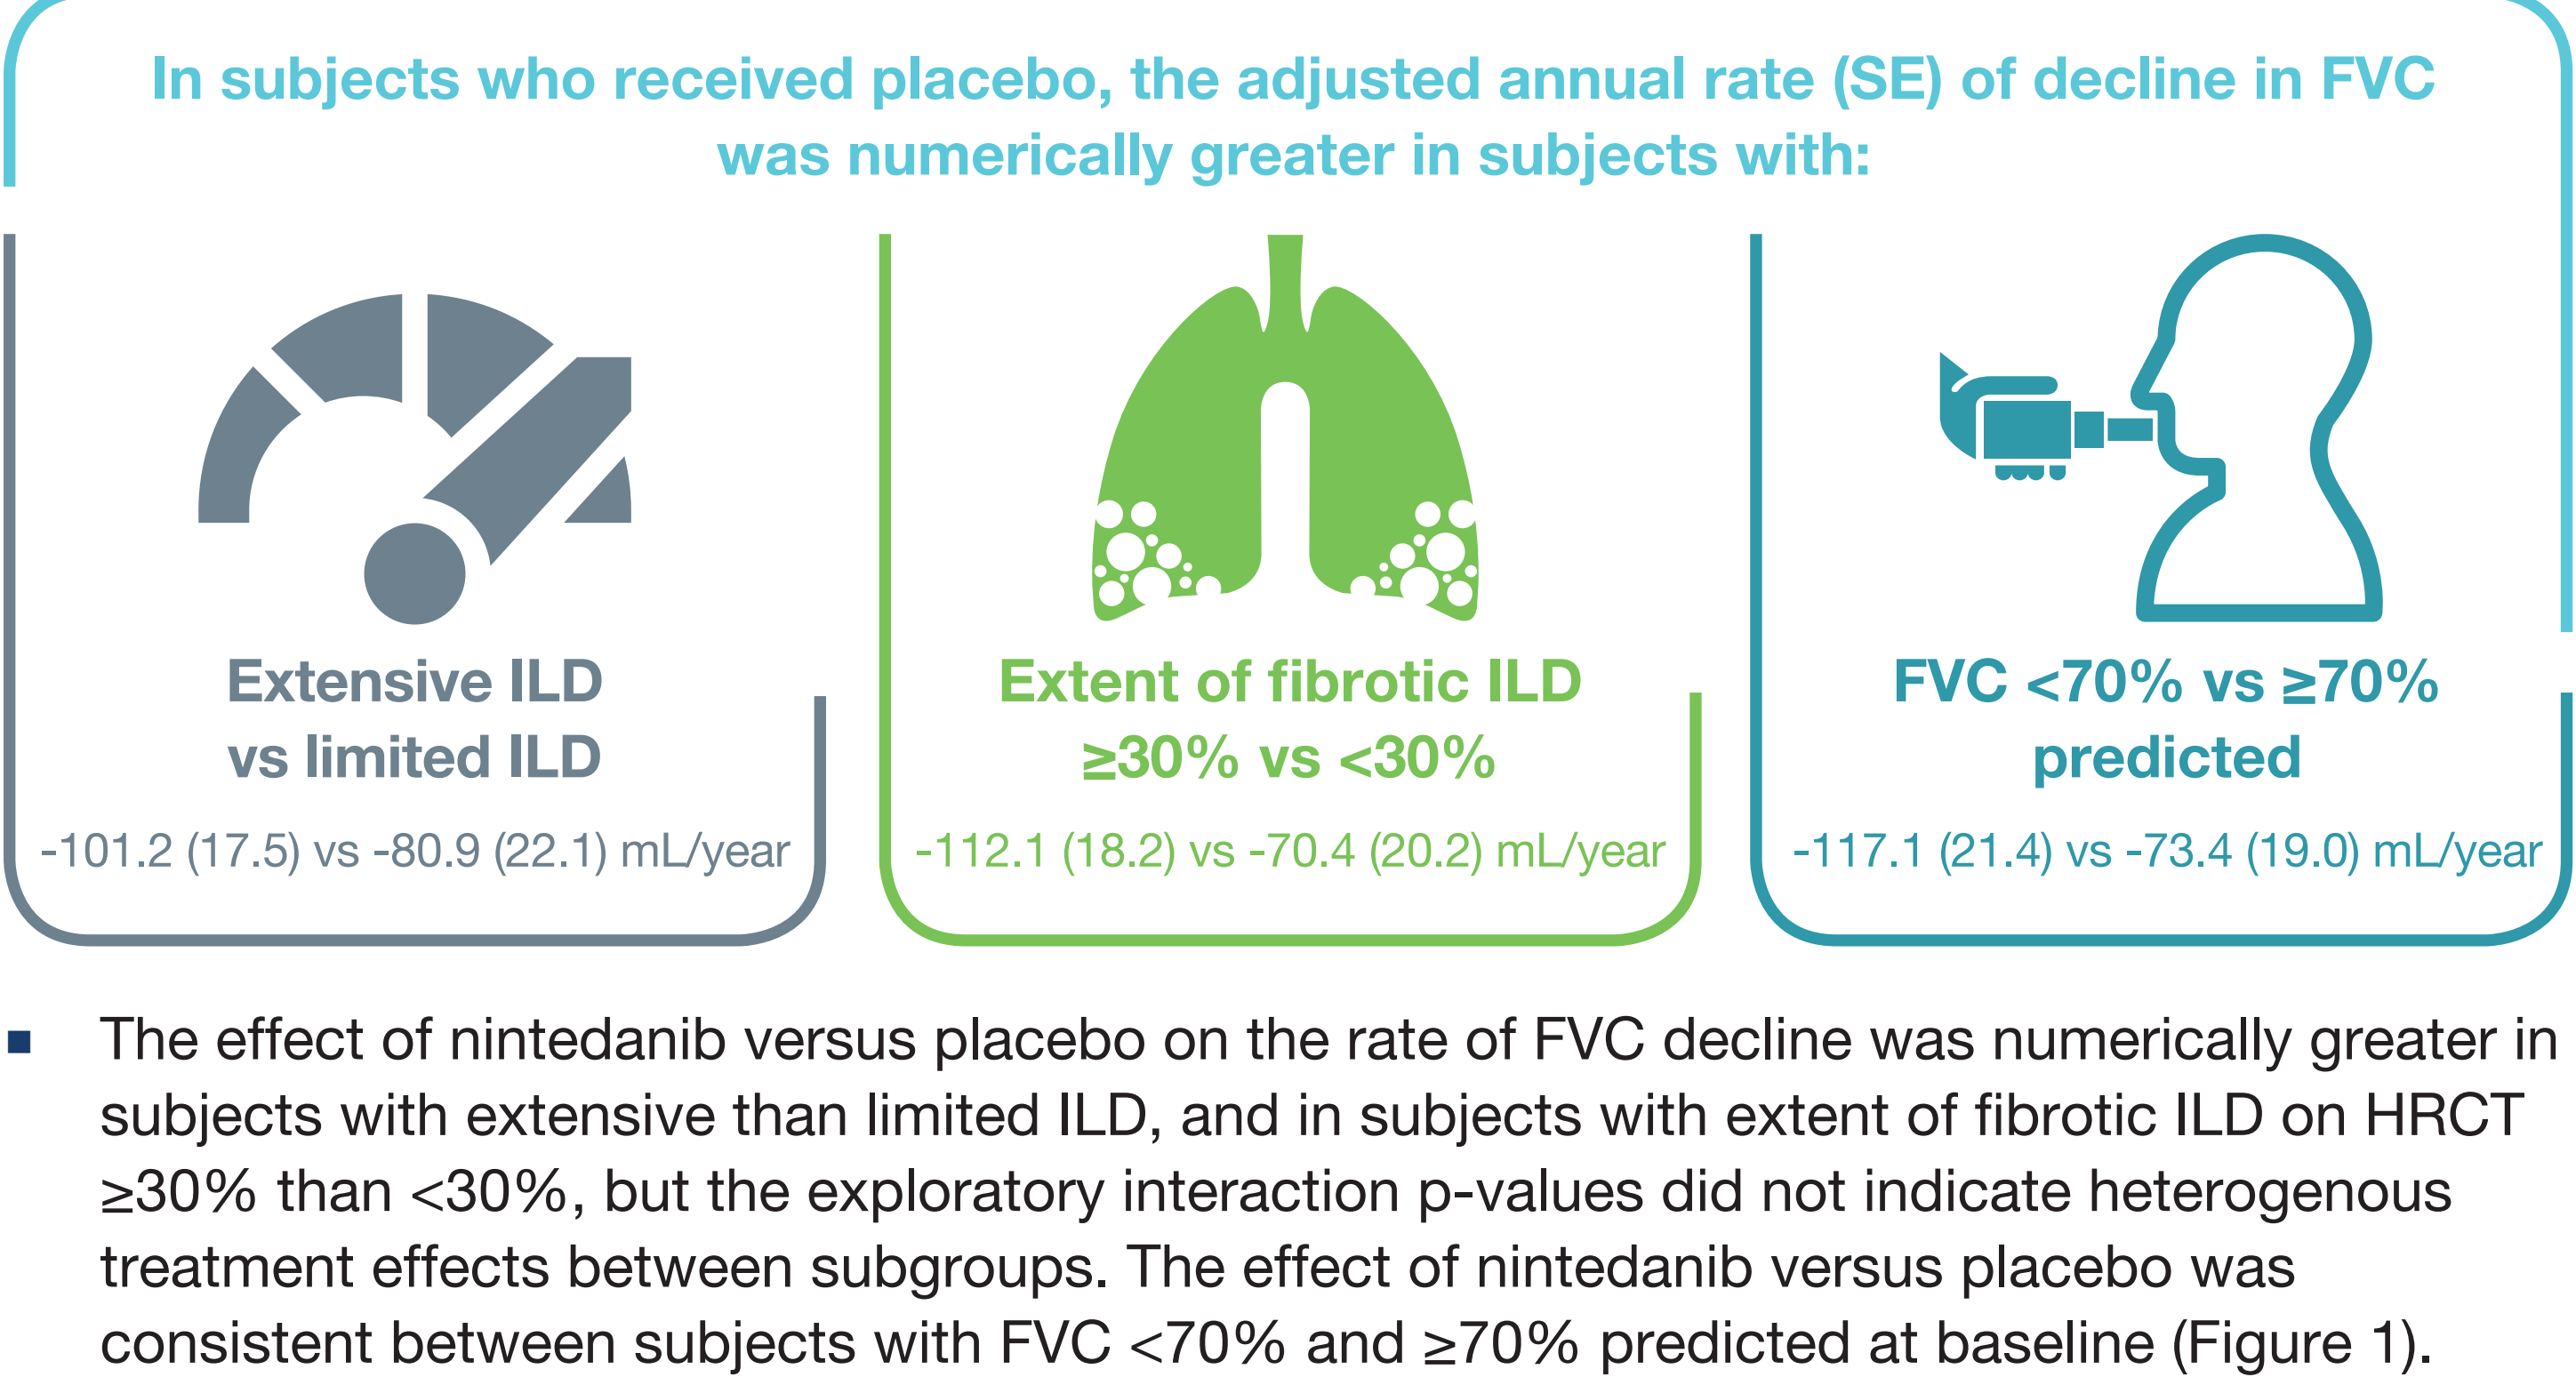 In subjects who received placebo, the adjusted annual rate (SE) of decline in FVC
was numerically greater in subjects with:
Extensive ILD
vs limited ILD
-101.2 (17.5) vs -80.9 (22.1) mL/year
Extent of fibrotic ILD
≥30% vs <30%
-112.1 (18.2) vs -70.4 (20.2) mL/year
FVC <70% vs ≥70%
predicted
-117.1 (21.4) vs -73.4 (19.0) mL/year
▪ The effect of nintedanib versus placebo on the rate of FVC decline was numerically greater in
subjects with extensive than limited ILD, and in subjects with extent of fibrotic ILD on HRCT
≥30% than <30%, but the exploratory interaction p-values did not indicate heterogenous
treatment effects between subgroups. The effect of nintedanib versus placebo was
consistent between subjects with FVC <70% and ≥70% predicted at baseline (Figure 1).